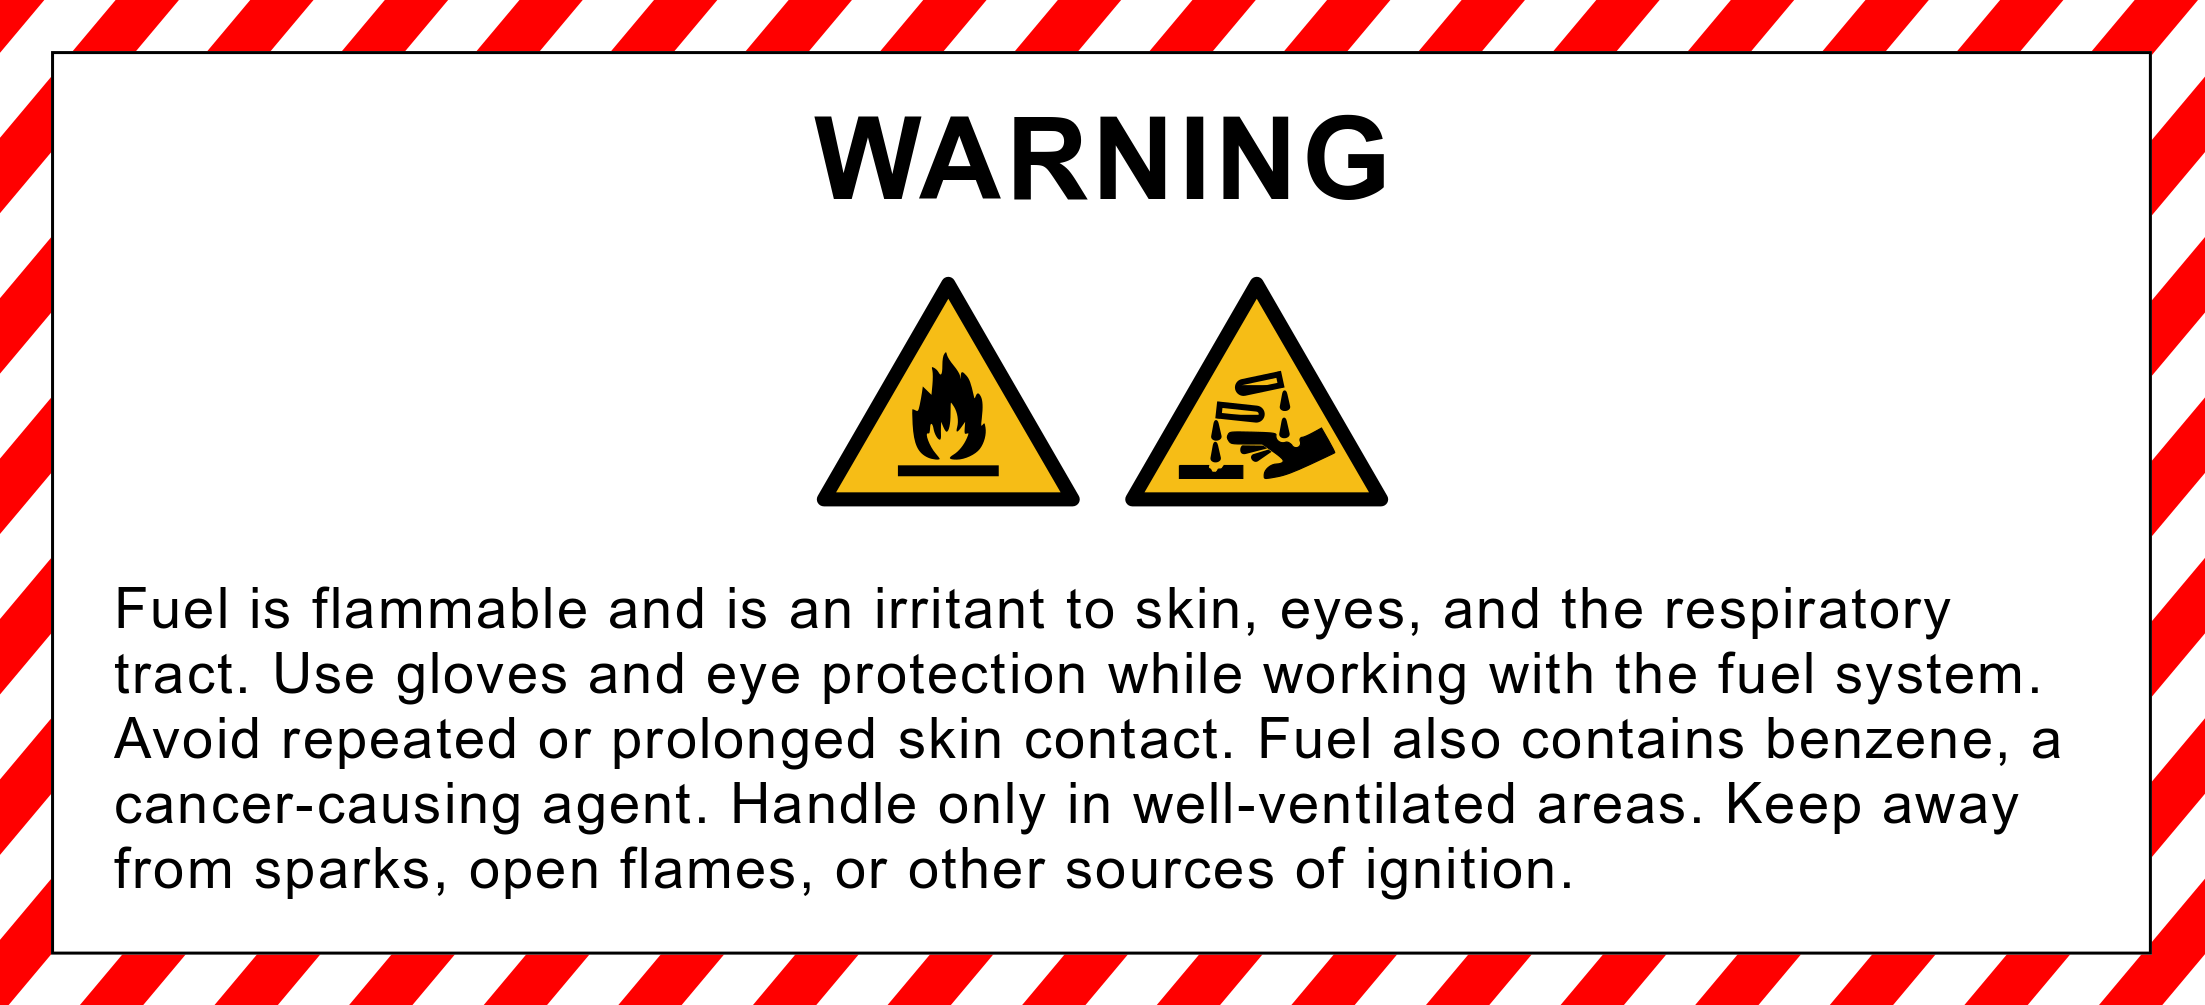 WARNING
Fuel is flammable and is an irritant to skin, eyes, and the respiratory
tract. Use gloves and eye protection while working with the fuel system.
Avoid repeated or prolonged skin contact. Fuel also contains benzene, a
cancer-causing agent. Handle only in well-ventilated areas. Keep away
from sparks, open flames, or other sources of ignition.